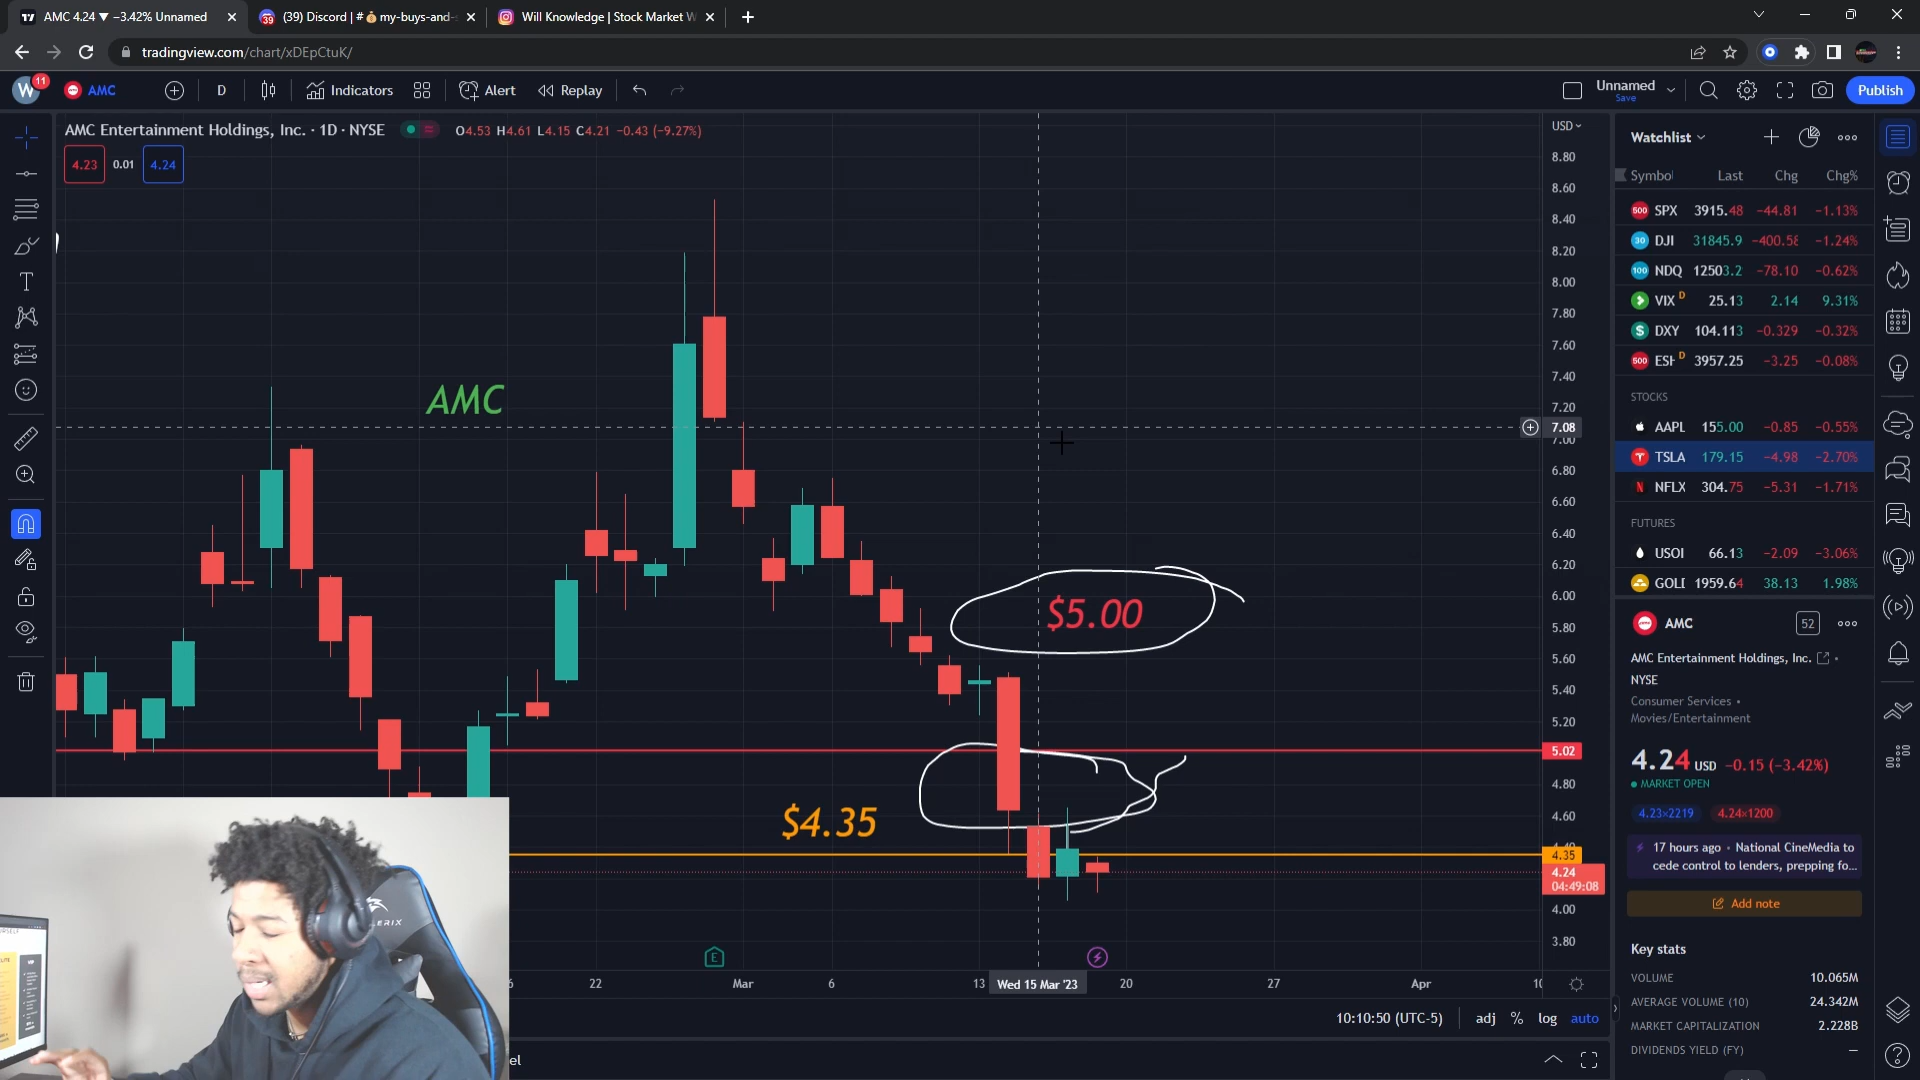 AMC 4.24 ▼ −3.42% Unnamed
(39) Discord | # 💰my-buys-and-s
Will Knowledge | Stock Market W
tradingview.com/chart/xDEpCtuK/
W 11 AMC D Indicators Alert Replay
Unnamed
Save
Publish
AMC Entertainment Holdings, Inc. · 1D · NYSE O4.53 H4.61 L4.15 C4.21 −0.43 (−9.27%)
4.23 0.01 4.24
USD
8.80
8.60
8.40
8.20
8.00
7.80
7.60
7.40
7.20
7.08
7.00
6.80
6.60
6.40
6.20
6.00
5.80
5.60
5.40
5.20
5.02
4.80
4.60
4.35
4.24
04:49:08
4.00
3.80
AMC
$5.00
$4.35
E
22 Mar 6 13 Wed 15 Mar '23 20 27 Apr
10:10:50 (UTC-5) adj % log auto
el
Watchlist
Symbol Last Chg Chg%
500 SPX 3915.48 −44.81 −1.13%
30 DJI 31845.9 −400.58 −1.24%
100 NDQ 12503.2 −78.10 −0.62%
VIX D 25.13 2.14 9.31%
$ DXY 104.113 −0.329 −0.32%
500 ES D 3957.25 −3.25 −0.08%
STOCKS
AAPL 155.00 −0.85 −0.55%
TSLA 179.15 −4.98 −2.70%
NFLX 304.75 −5.31 −1.71%
FUTURES
USOI 66.13 −2.09 −3.06%
GOLD 1959.64 38.13 1.98%
AMC 52
AMC Entertainment Holdings, Inc. •
NYSE
Consumer Services •
Movies/Entertainment
4.24 USD −0.15 (−3.42%)
MARKET OPEN
4.23×2219 4.24×1200
17 hours ago • National CineMedia to
cede control to lenders, prepping fo...
Add note
Key stats
VOLUME 10.065M
AVERAGE VOLUME (10) 24.342M
MARKET CAPITALIZATION 2.228B
DIVIDENDS YIELD (FY) —